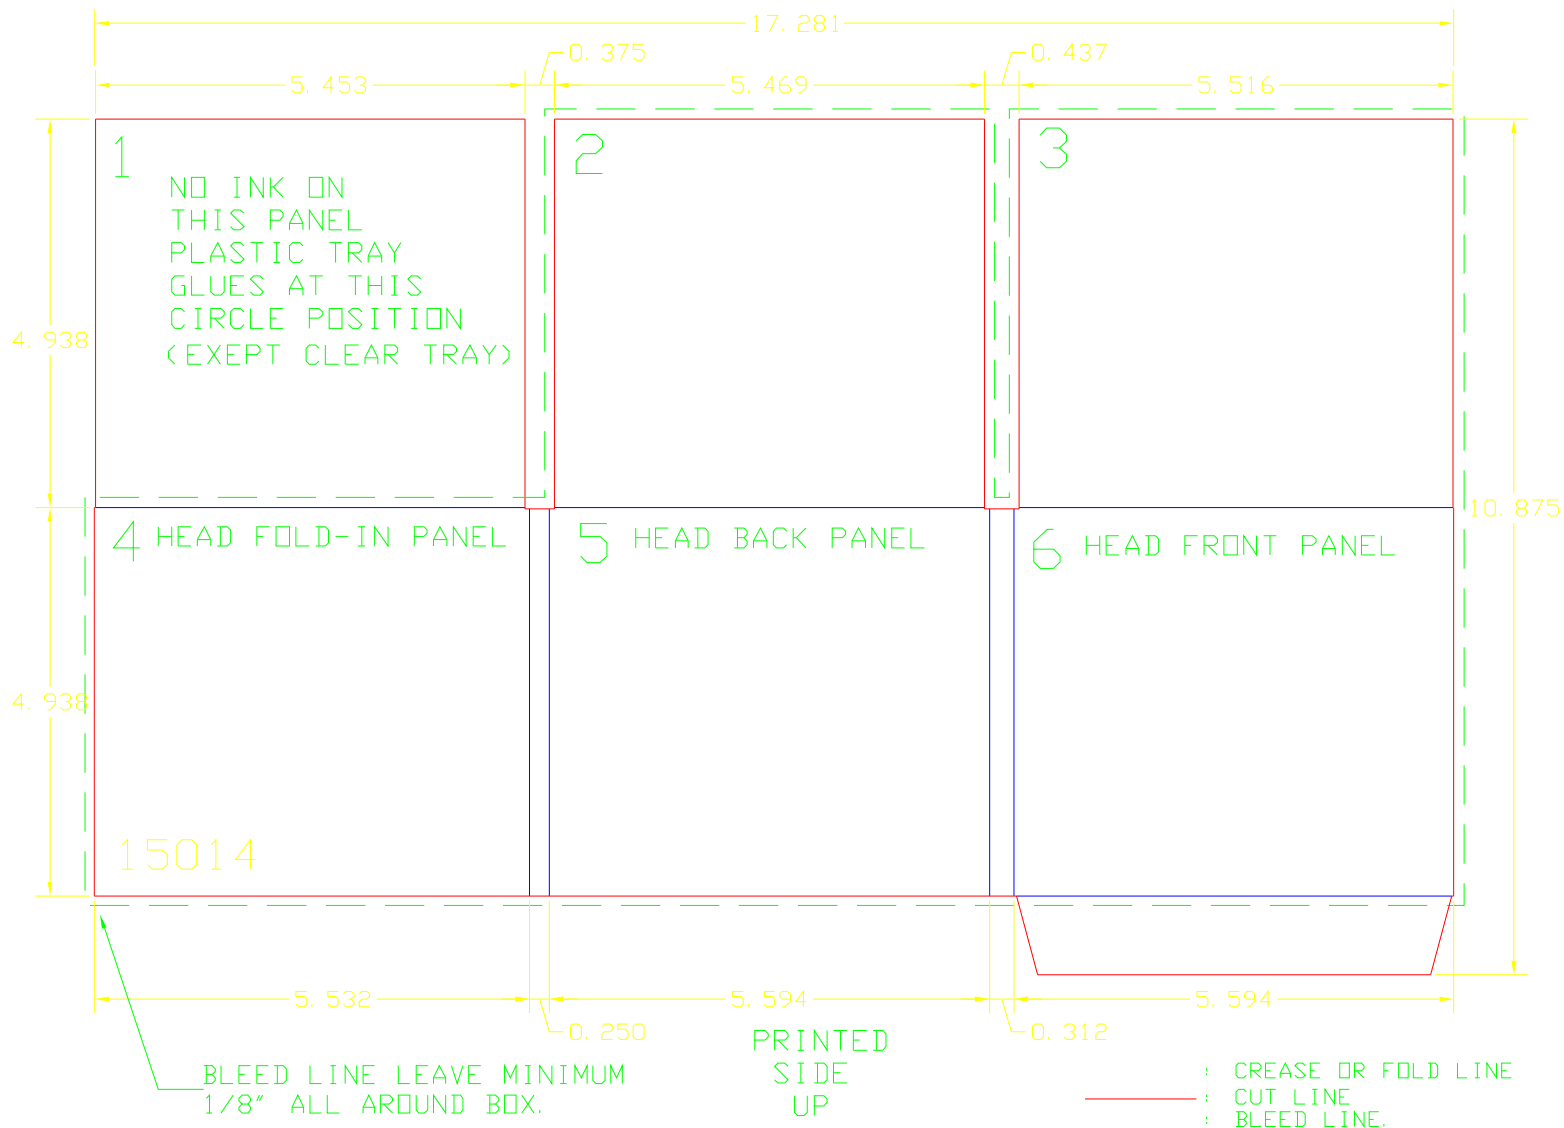 17.281
0.375
0.437
5.453
5.469
5.516
1
2
3
NO INK ON
THIS PANEL
PLASTIC TRAY
GLUES AT THIS
CIRCLE POSITION
(EXEPT CLEAR TRAY)
4.938
10.875
4 HEAD FOLD-IN PANEL
5 HEAD BACK PANEL
6 HEAD FRONT PANEL
4.938
15014
5.532
5.594
5.594
0.250
0.312
PRINTED
SIDE
UP
BLEED LINE LEAVE MINIMUM
1/8" ALL AROUND BOX.
: CREASE OR FOLD LINE
: CUT LINE
: BLEED LINE.